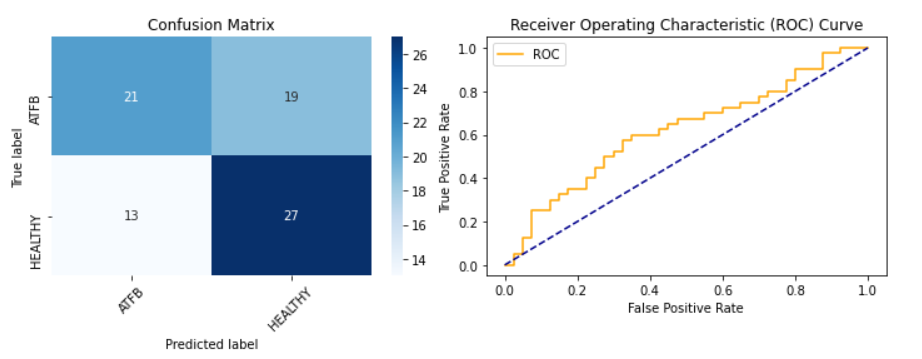 Confusion Matrix
True label
ATFB
HEALTHY
21
19
13
27
ATFB
HEALTHY
Predicted label
26
24
22
20
18
16
14
Receiver Operating Characteristic (ROC) Curve
ROC
True Positive Rate
1.0
0.8
0.6
0.4
0.2
0.0
0.0
0.2
0.4
0.6
0.8
1.0
False Positive Rate